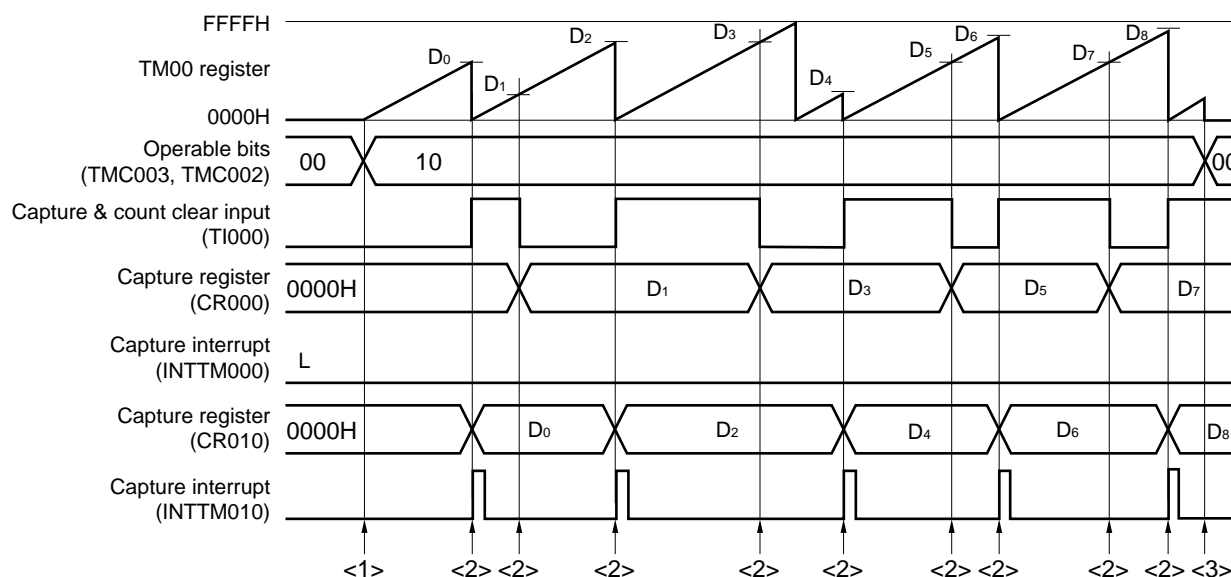 FFFFH
TM00 register
0000H
D0
D1
D2
D3
D4
D5
D6
D7
D8
Operable bits
(TMC003, TMC002)
00
10
00
Capture & count clear input
(TI000)
Capture register
(CR000)
0000H
D1
D3
D5
D7
Capture interrupt
(INTTM000)
L
Capture register
(CR010)
0000H
D0
D2
D4
D6
D8
Capture interrupt
(INTTM010)
<1>
<2>
<2>
<2>
<2>
<2>
<2>
<2>
<2>
<2>
<3>